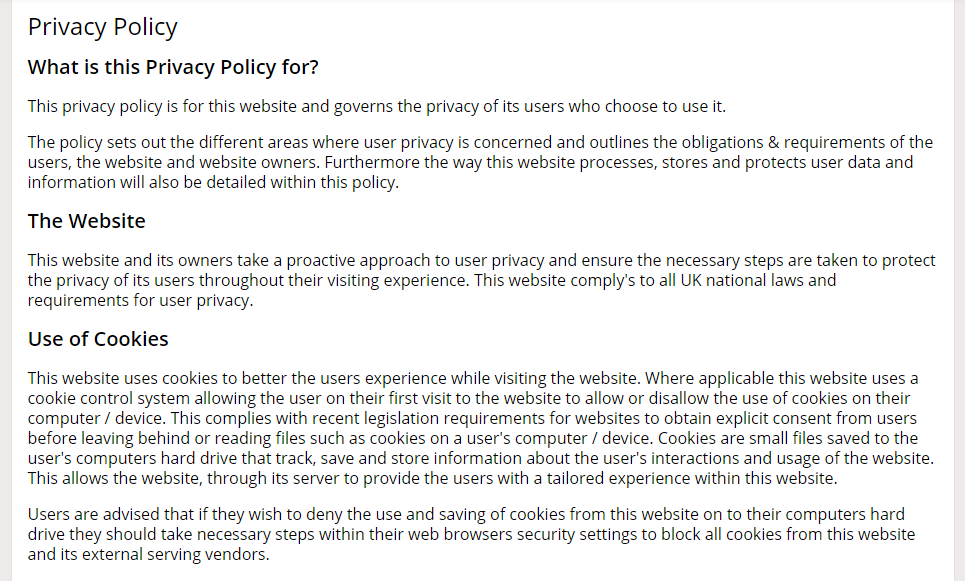 Privacy Policy
What is this Privacy Policy for?
This privacy policy is for this website and governs the privacy of its users who choose to use it.
The policy sets out the different areas where user privacy is concerned and outlines the obligations & requirements of the
users, the website and website owners. Furthermore the way this website processes, stores and protects user data and
information will also be detailed within this policy.
The Website
This website and its owners take a proactive approach to user privacy and ensure the necessary steps are taken to protect
the privacy of its users throughout their visiting experience. This website comply's to all UK national laws and
requirements for user privacy.
Use of Cookies
This website uses cookies to better the users experience while visiting the website. Where applicable this website uses a
cookie control system allowing the user on their first visit to the website to allow or disallow the use of cookies on their
computer / device. This complies with recent legislation requirements for websites to obtain explicit consent from users
before leaving behind or reading files such as cookies on a user's computer / device. Cookies are small files saved to the
user's computers hard drive that track, save and store information about the user's interactions and usage of the website.
This allows the website, through its server to provide the users with a tailored experience within this website.
Users are advised that if they wish to deny the use and saving of cookies from this website on to their computers hard
drive they should take necessary steps within their web browsers security settings to block all cookies from this website
and its external serving vendors.